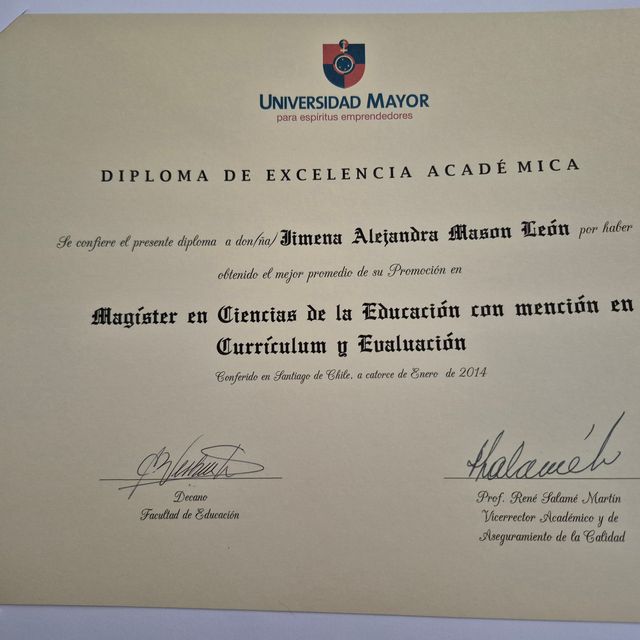 UNIVERSIDAD MAYOR
para espíritus emprendedores
DIPLOMA DE EXCELENCIA ACADÉMICA
Se confiere el presente diploma a don/ña/ Jimena Alejandra Mason León por haber
obtenido el mejor promedio de su Promoción en
Magíster en Ciencias de la Educación con mención en
Currículum y Evaluación
Conferido en Santiago de Chile, a catorce de Enero de 2014
Decano
Facultad de Educación
Prof. René Salamé Martin
Vicerrector Académico y de
Aseguramiento de la Calidad